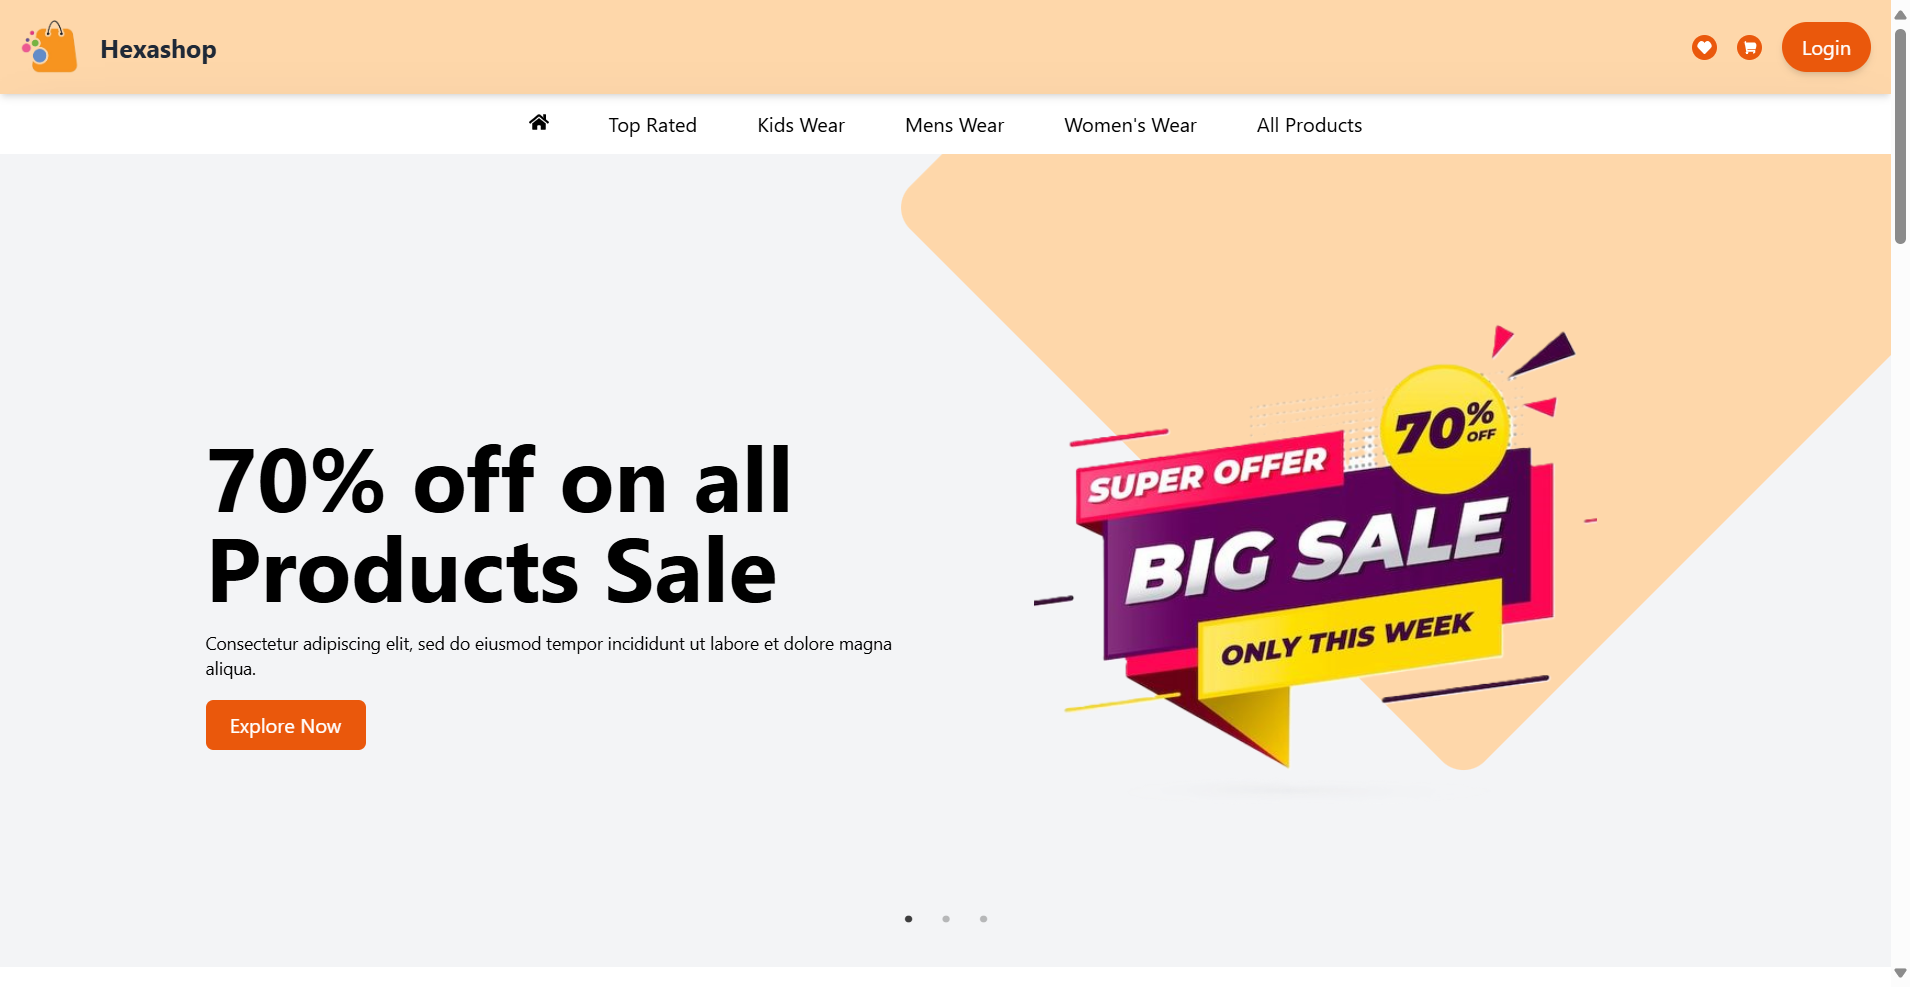 Hexashop
Login
Top Rated
Kids Wear
Mens Wear
Women's Wear
All Products
70% off on all
Products Sale
Consectetur adipiscing elit, sed do eiusmod tempor incididunt ut labore et dolore magna
aliqua.
Explore Now
70%
OFF
SUPER OFFER
BIG SALE
ONLY THIS WEEK